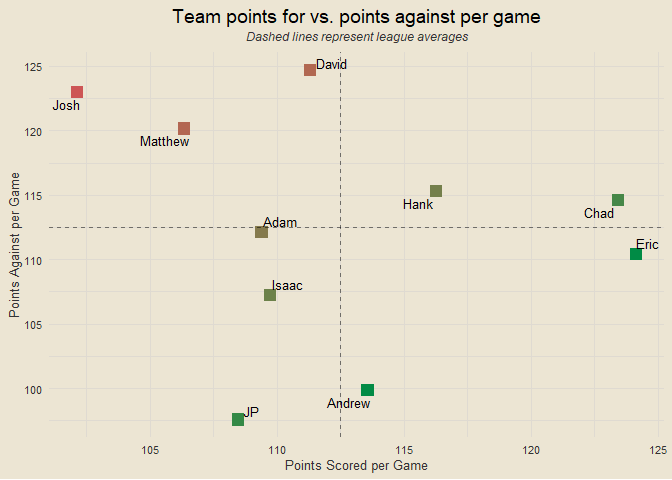 Team points for vs. points against per game
Dashed lines represent league averages
Points Against per Game
125
120
115
110
105
100
David
Josh
Matthew
Hank
Chad
Adam
Eric
Isaac
Andrew
JP
105
110
115
120
125
Points Scored per Game